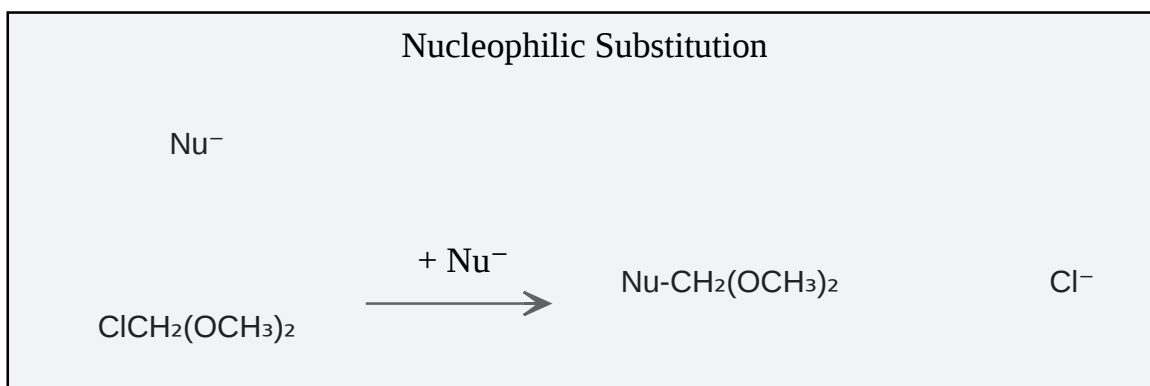 Nucleophilic Substitution
Nu⁻
+ Nu⁻
Nu-CH₂(OCH₃)₂
Cl⁻
ClCH₂(OCH₃)₂